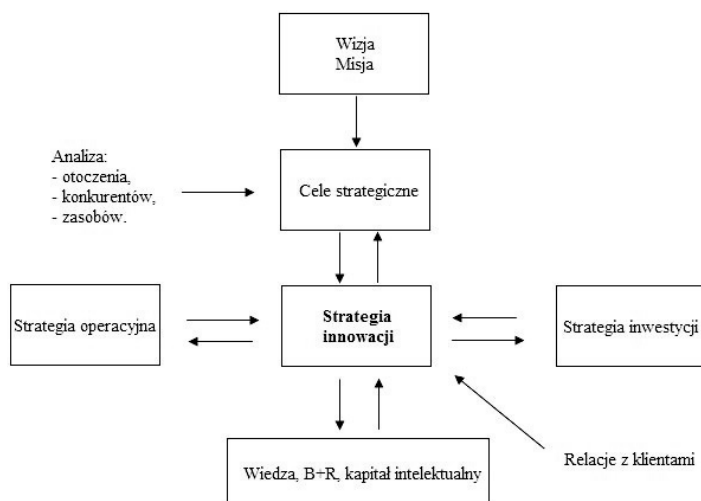 Wizja
Misja
Analiza:
- otoczenia,
- konkurentów,
- zasobów.
Cele strategiczne
Strategia operacyjna
Strategia
innowacji
Strategia inwestycji
Wiedza, B+R, kapitał intelektualny
Relacje z klientami